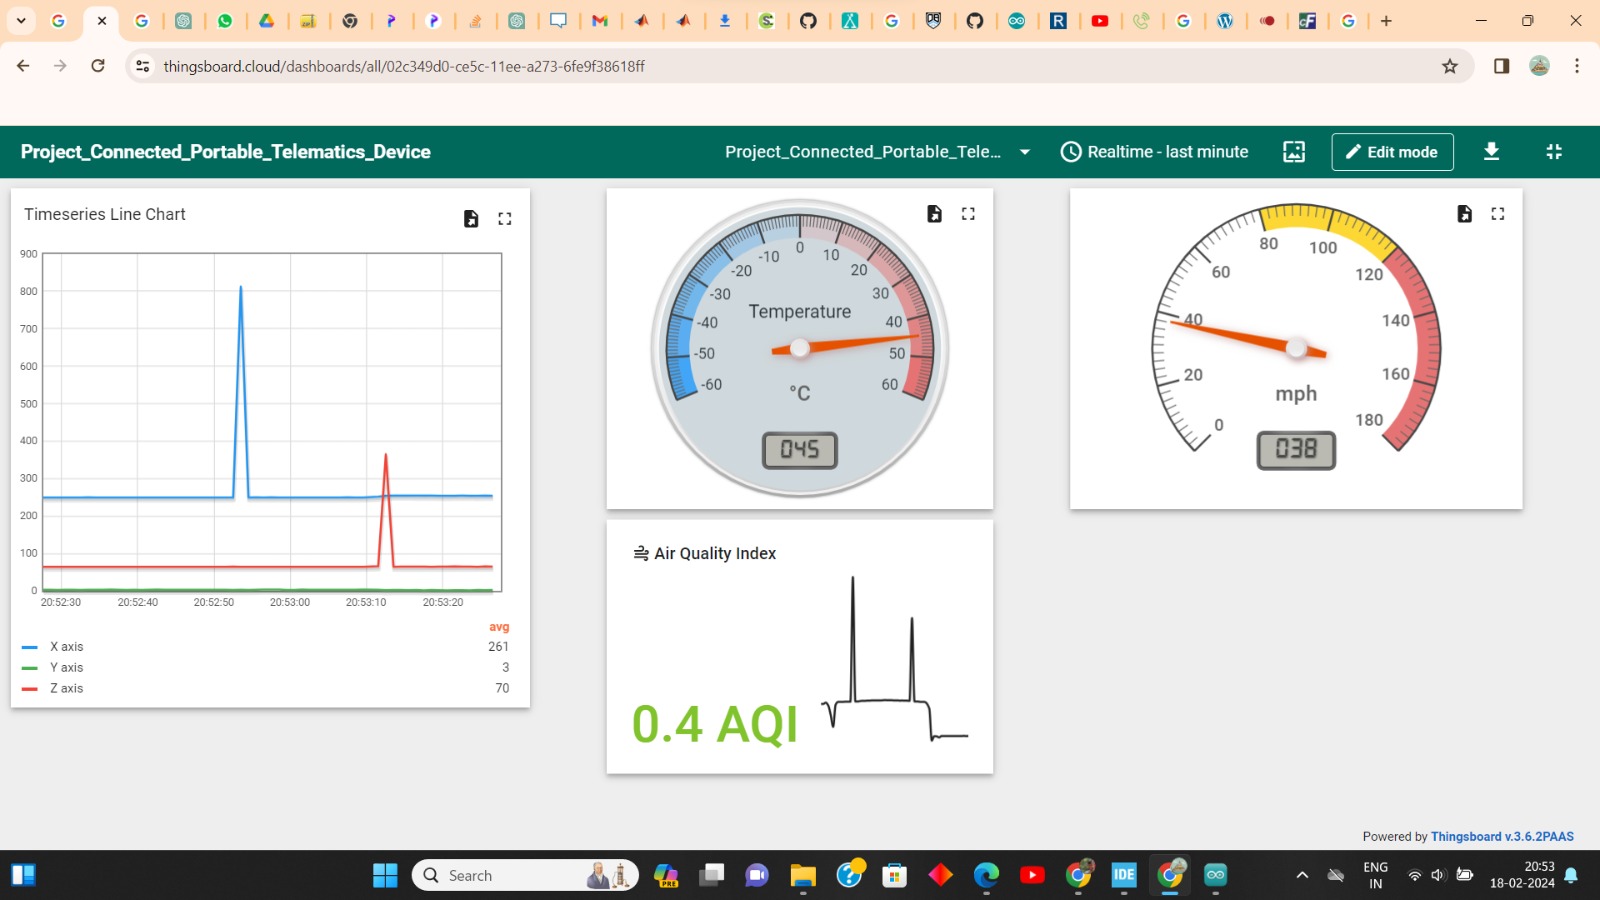 thingsboard.cloud/dashboards/all/02c349d0-ce5c-11ee-a273-6fe9f38618ff
Project_Connected_Portable_Telematics_Device
Project_Connected_Portable_Tele...
Realtime - last minute
Edit mode
Timeseries Line Chart
900
800
700
600
500
400
300
200
100
0
20:52:30 20:52:40 20:52:50 20:53:00 20:53:10 20:53:20
avg
X axis 261
Y axis 3
Z axis 70
-60
-50
-40
-30
-20
-10
0
10
20
30
40
50
60
Temperature
°C
045
0
20
40
60
80
100
120
140
160
180
mph
038
Air Quality Index
0.4 AQI
Powered by Thingsboard v.3.6.2PAAS
Search
PRE
IDE
ENG
IN
20:53
18-02-2024